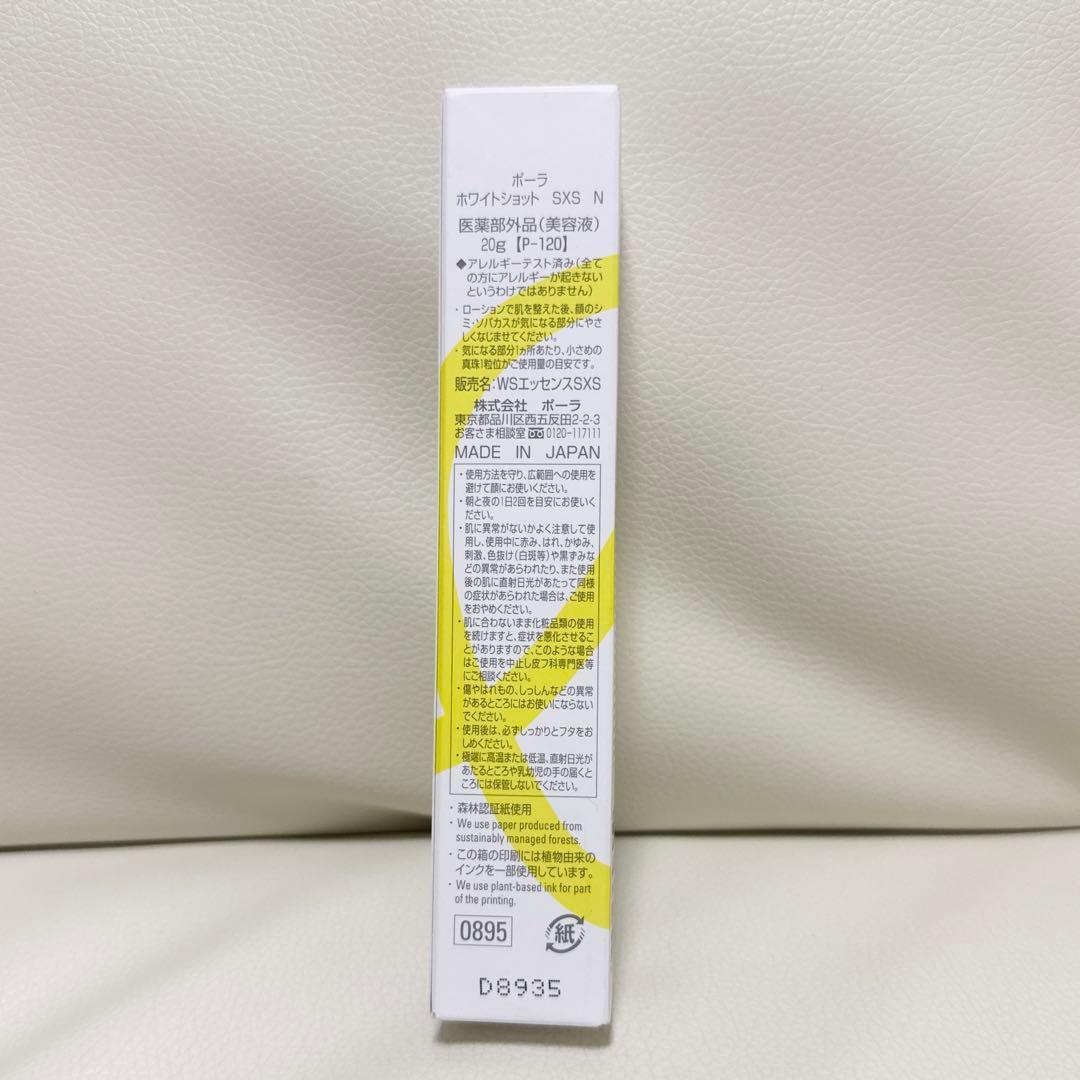 ポーラ
ホワイトショット SXS N
医薬部外品(美容液)
20g【P-120】
◆アレルギーテスト済み(全て
の方にアレルギーが起きない
というわけではありません)
・ローションで肌を整えた後、顔のシ
ミ・ソバカスが気になる部分にやさ
しくなじませてください。
・気になる部分1ヵ所あたり、小さめの
真珠1粒位がご使用量の目安です。
販売名:WSエッセンスSXS
株式会社 ポーラ
東京都品川区西五反田2-2-3
お客さま相談室 0120-117111
MADE IN JAPAN
・使用方法を守り、広範囲への使用を
避けて顔にお使いください。
・朝と夜の1日2回を目安にお使いく
ださい。
・肌に異常がないかよく注意して使
用し、使用中に赤み、はれ、かゆみ、
刺激、色抜け(白斑等)や黒ずみな
どの異常があらわれたり、また使用
後の肌に直射日光があたって同様
の症状があらわれた場合は、ご使用
をおやめください。
・肌に合わないまま化粧品類の使用
を続けますと、症状を悪化させるこ
とがありますので、このような場合
はご使用を中止し皮フ科専門医等
にご相談ください。
・傷やはれもの、しっしんなどの異常
があるところにはお使いにならない
でください。
・使用後は、必ずしっかりとフタをお
しめください。
・極端に高温または低温、直射日光が
あたるところや乳幼児の手の届くと
ころには保管しないでください。
・森林認証紙使用
・We use paper produced from
sustainably managed forests.
・この箱の印刷には植物由来の
インクを一部使用しています。
・We use plant-based ink for part
of the printing.
0895 紙
D8935